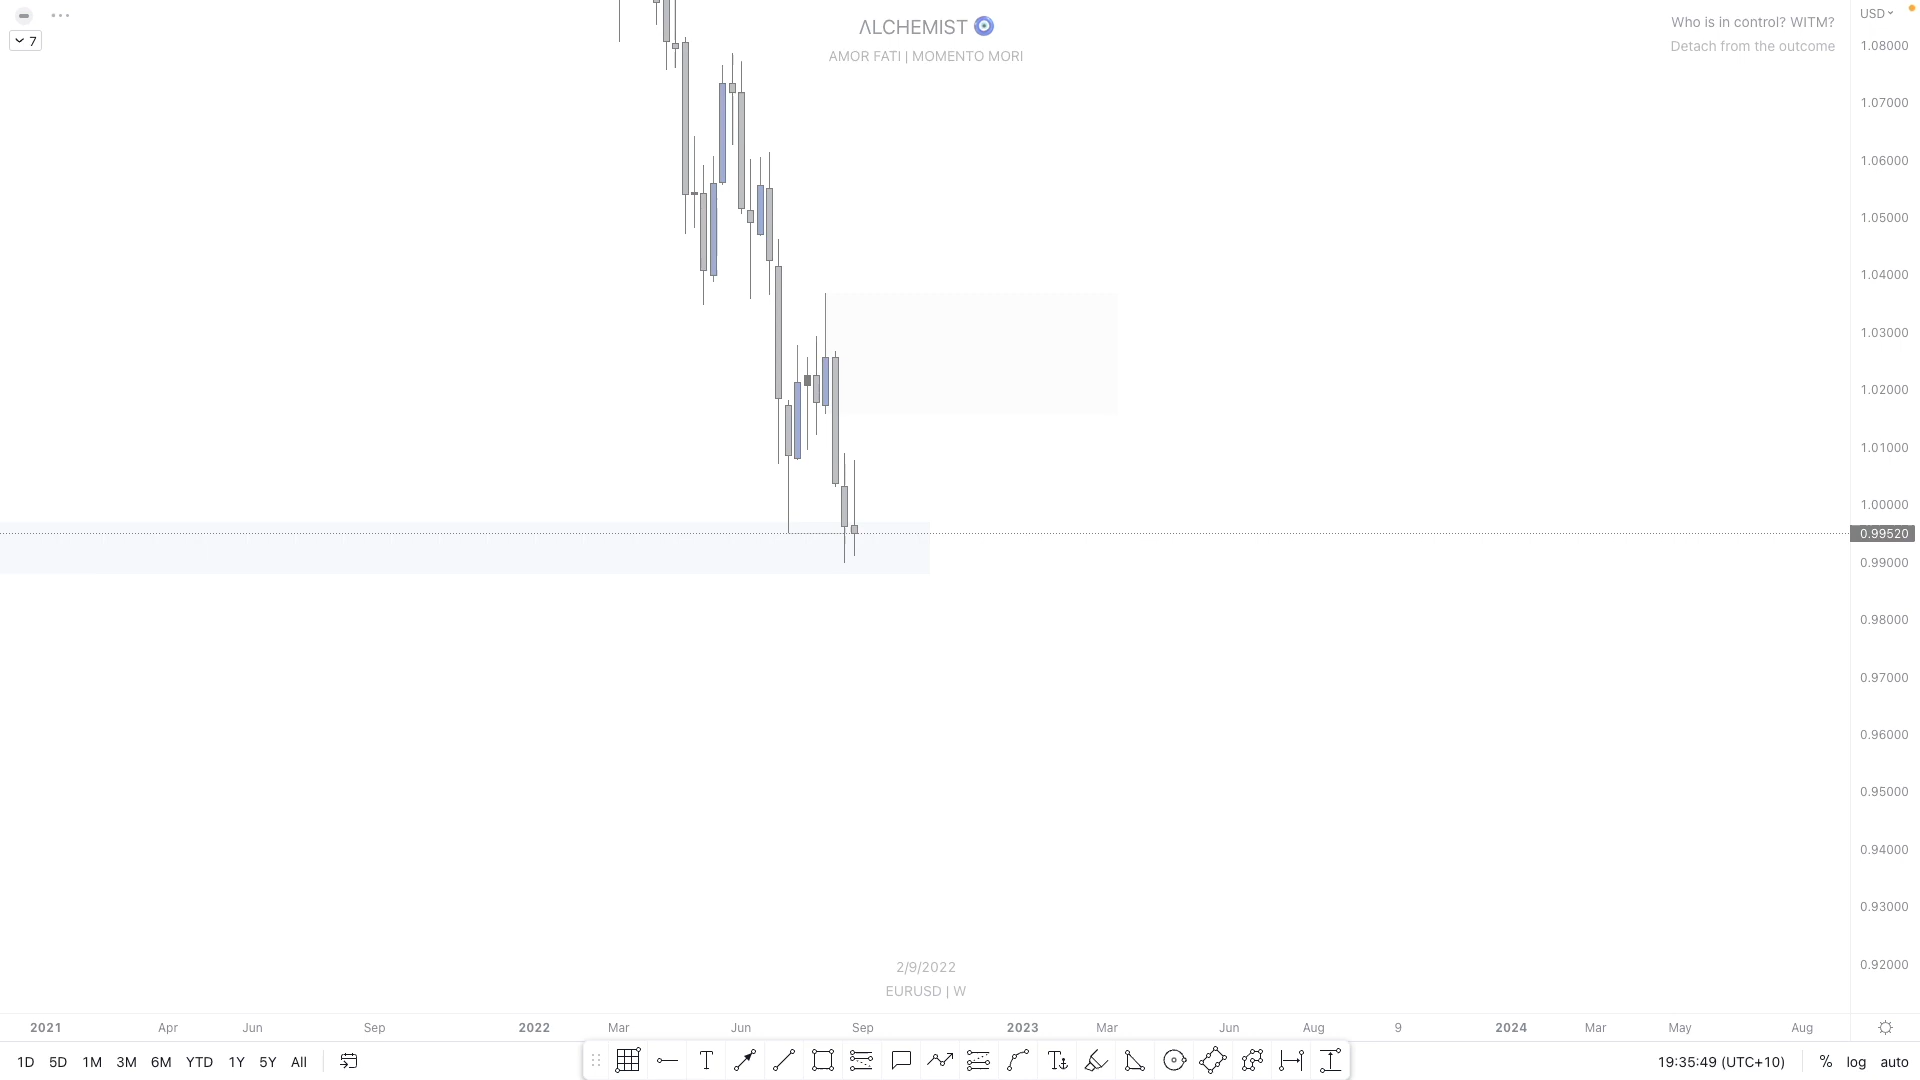 ΛLCHEMIST 🧿
AMOR FATI | MOMENTO MORI
Who is in control? WITM?
Detach from the outcome
7
USD
1.08000
1.07000
1.06000
1.05000
1.04000
1.03000
1.02000
1.01000
1.00000
0.99520
0.99000
0.98000
0.97000
0.96000
0.95000
0.94000
0.93000
0.92000
2/9/2022
EURUSD | W
2021 Apr Jun Sep 2022 Mar Jun Sep 2023 Mar Jun Aug 9 2024 Mar May Aug
1D 5D 1M 3M 6M YTD 1Y 5Y All
19:35:49 (UTC+10) % log auto